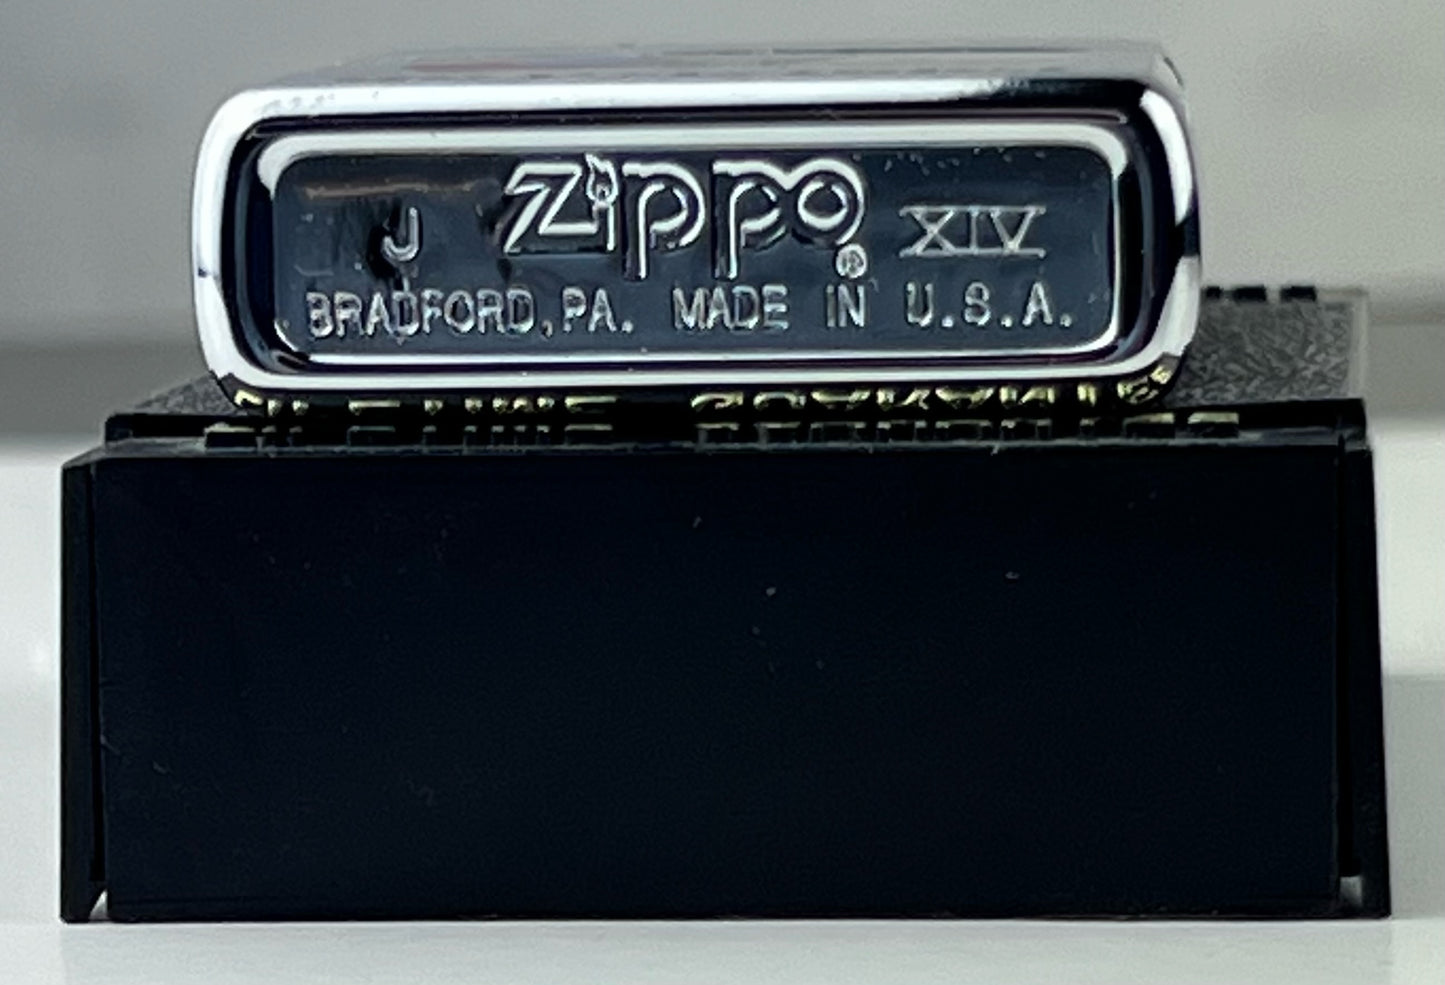 J Zippo® XIV
BRADFORD, PA. MADE IN U.S.A.